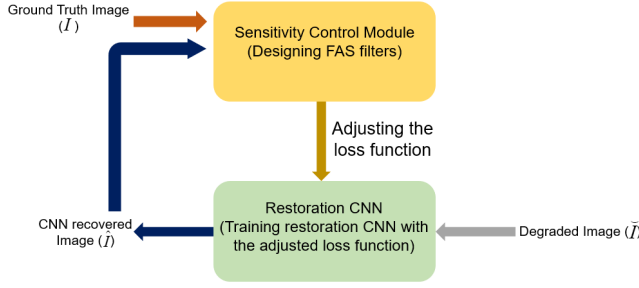 Ground Truth Image
(I)
Sensitivity Control Module
(Designing FAS filters)
Adjusting the
loss function
Restoration CNN
(Training restoration CNN with
the adjusted loss function)
CNN recovered
Image (Î)
Degraded Image (Ĭ)